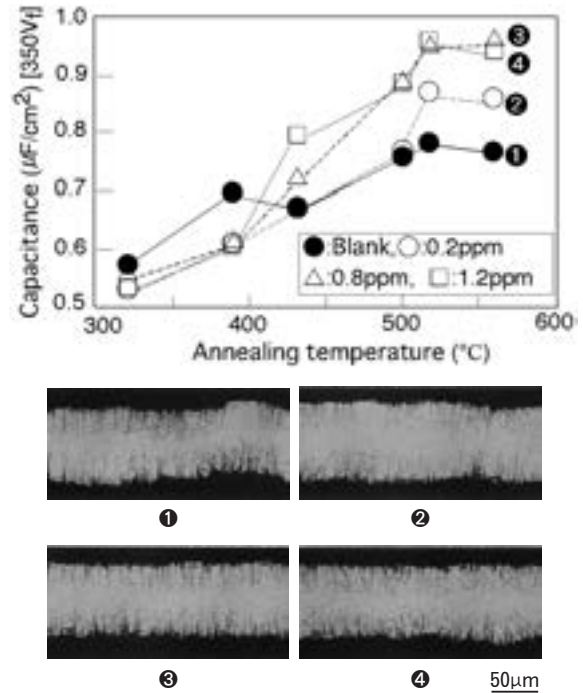 1.0
0.9
0.8
0.7
0.6
0.5
Capacitance (μF/cm²) [350Vf]
❸
❹
❷
❶
●:Blank, ○:0.2ppm
△:0.8ppm, □:1.2ppm
300 400 500 600
Annealing temperature (°C)
❶ ❷
❸ ❹ 50μm